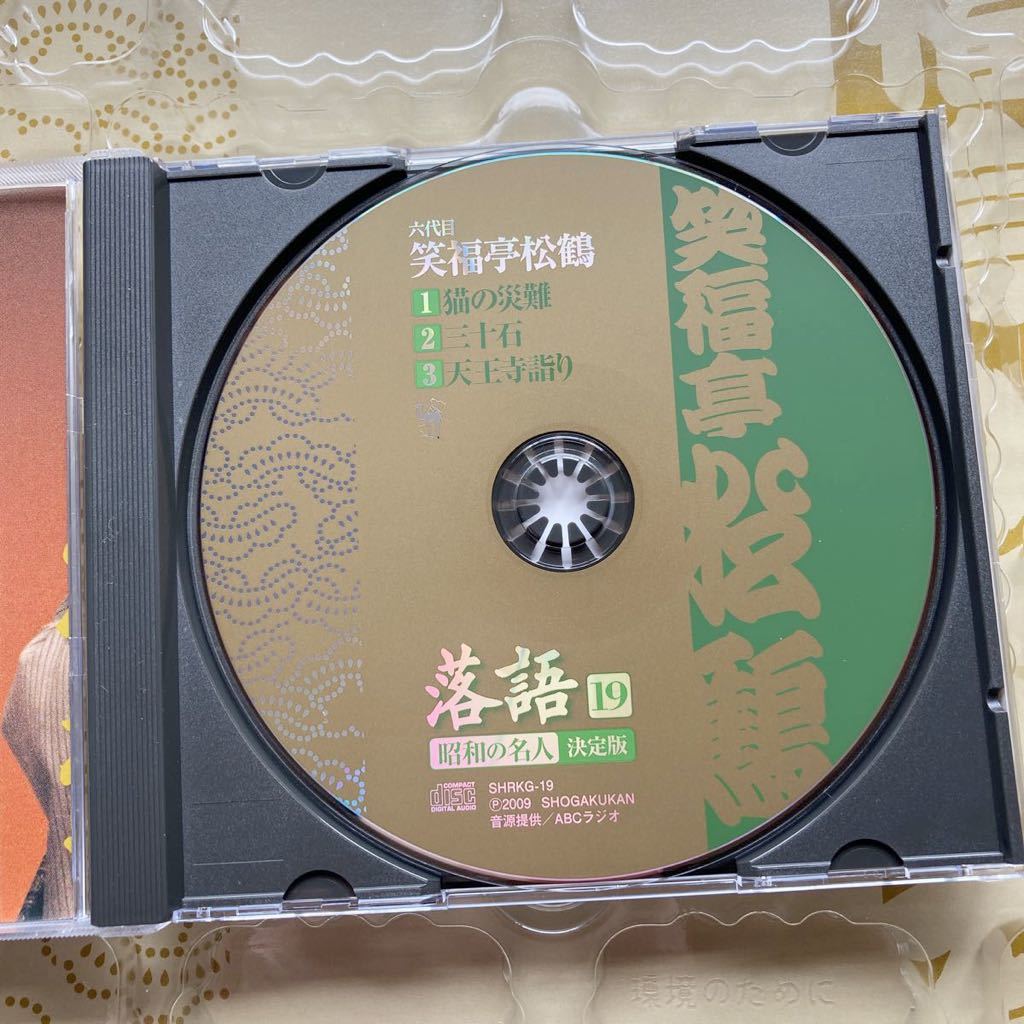 六代目
笑福亭松鶴
1 猫の災難
2 三十石
3 天王寺詣り
笑福亭松鶴
落語 19
昭和の名人 決定版
COMPACT
disc
DIGITAL AUDIO
SHRKG-19
Ⓟ2009 SHOGAKUKAN
音源提供／ABCラジオ
環境のために